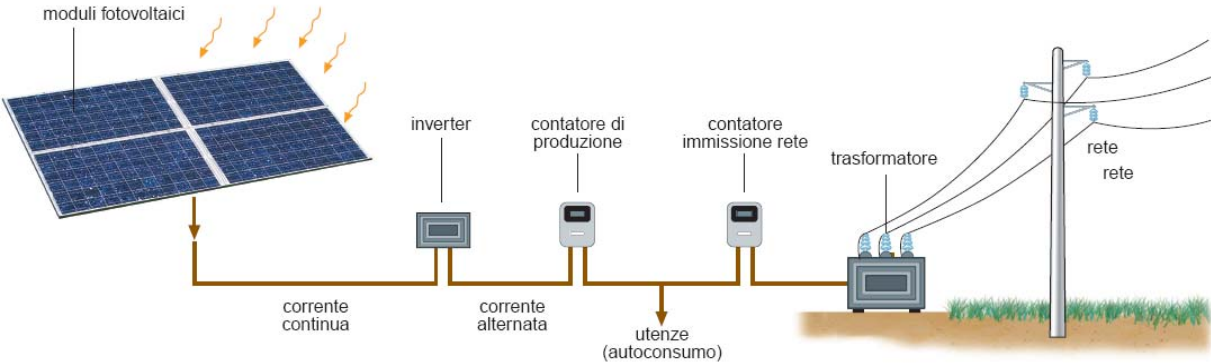 moduli fotovoltaici
inverter
contatore di
produzione
contatore
immissione rete
trasformatore
rete
rete
corrente
continua
corrente
alternata
utenze
(autoconsumo)